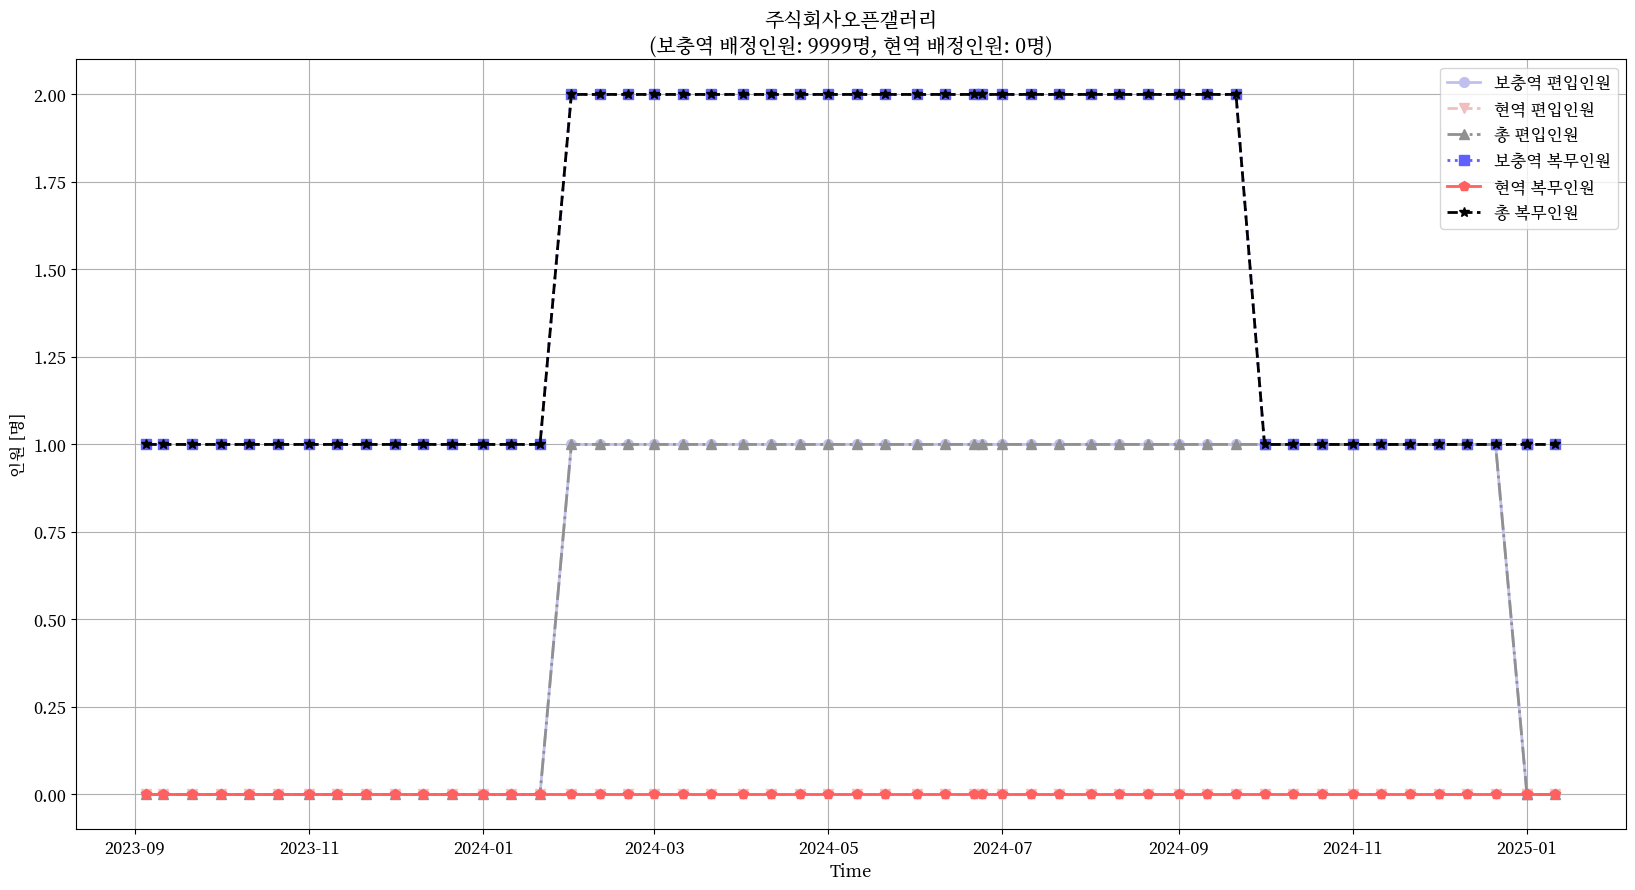 주식회사오픈갤러리
(보충역 배정인원: 9999명, 현역 배정인원: 0명)
보충역 편입인원
현역 편입인원
총 편입인원
보충역 복무인원
현역 복무인원
총 복무인원
인원 [명]
2.00
1.75
1.50
1.25
1.00
0.75
0.50
0.25
0.00
2023-09
2023-11
2024-01
2024-03
2024-05
2024-07
2024-09
2024-11
2025-01
Time